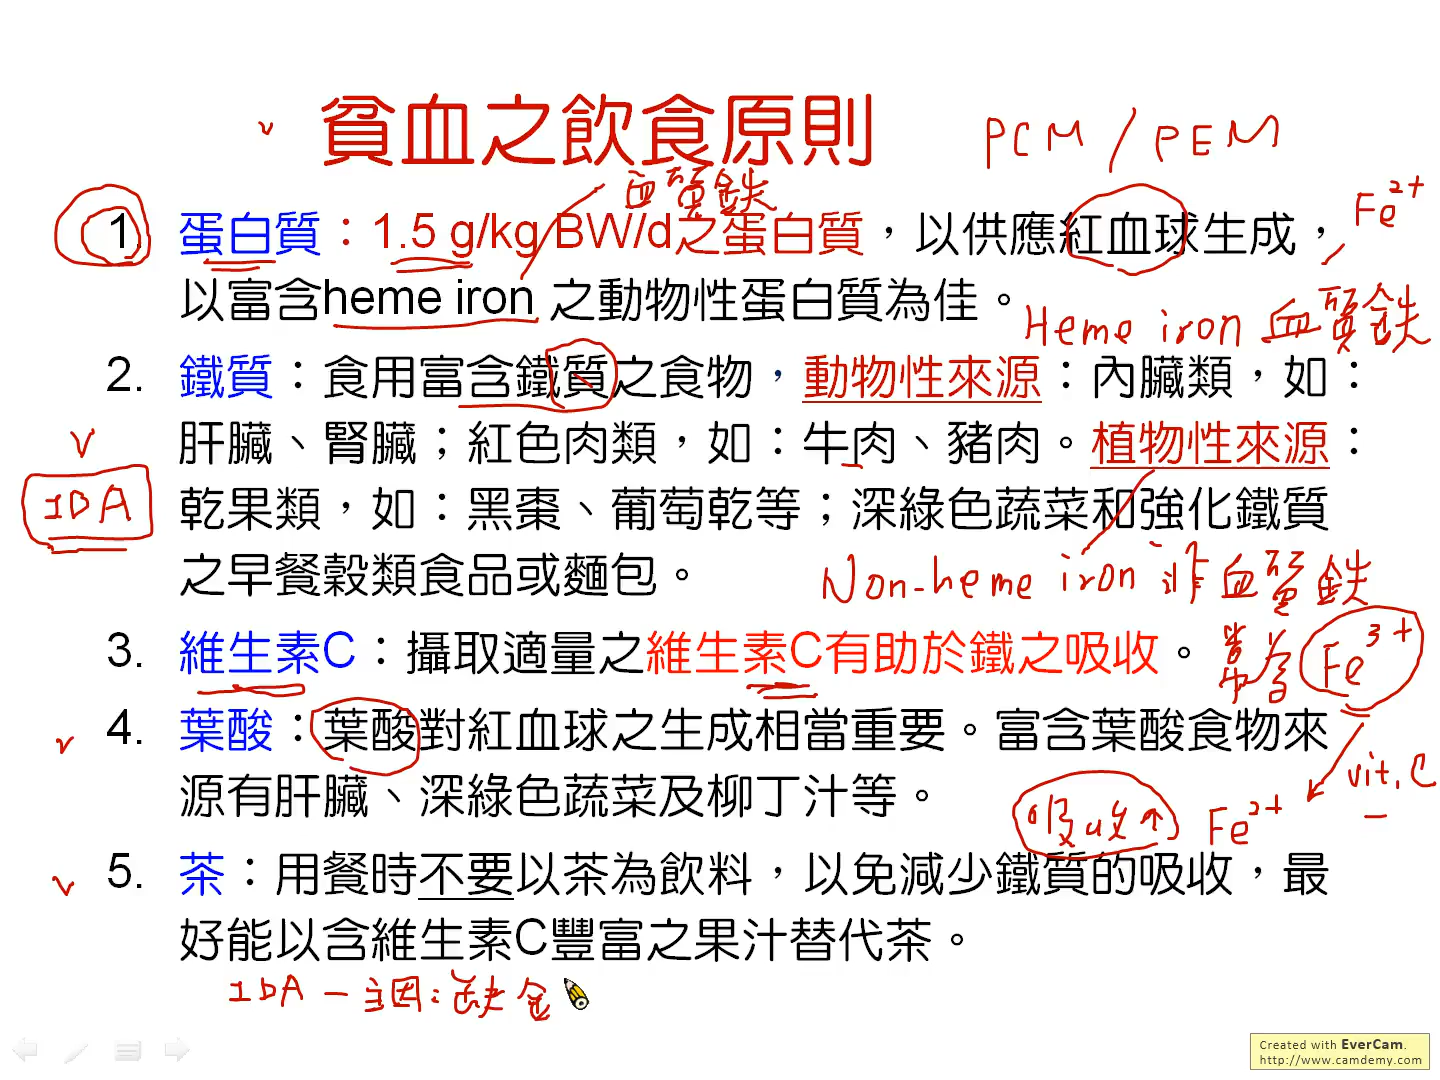 貧血之飲食原則
PCM / PEM
血質鉄
1. 蛋白質：1.5 g/kg BW/d之蛋白質，以供應紅血球生成，
Fe2+
以富含heme iron 之動物性蛋白質為佳。
Heme iron 血質鉄
2. 鐵質：食用富含鐵質之食物，動物性來源：內臟類，如：
肝臟、腎臟；紅色肉類，如：牛肉、豬肉。植物性來源：
IDA
乾果類，如：黑棗、葡萄乾等；深綠色蔬菜和強化鐵質
之早餐穀類食品或麵包。
Non-heme iron 非血質鉄
3. 維生素C：攝取適量之維生素C有助於鐵之吸收。
Fe3+
4. 葉酸：葉酸對紅血球之生成相當重要。富含葉酸食物來
源有肝臟、深綠色蔬菜及柳丁汁等。
vit. C
吸收↑ Fe2+
5. 茶：用餐時不要以茶為飲料，以免減少鐵質的吸收，最
好能以含維生素C豐富之果汁替代茶。
IDA – 主因：缺
Created with EverCam.
http://www.camdemy.com